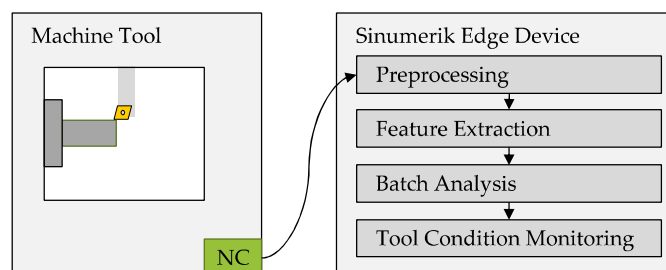 Machine Tool
NC
Sinumerik Edge Device
Preprocessing
Feature Extraction
Batch Analysis
Tool Condition Monitoring